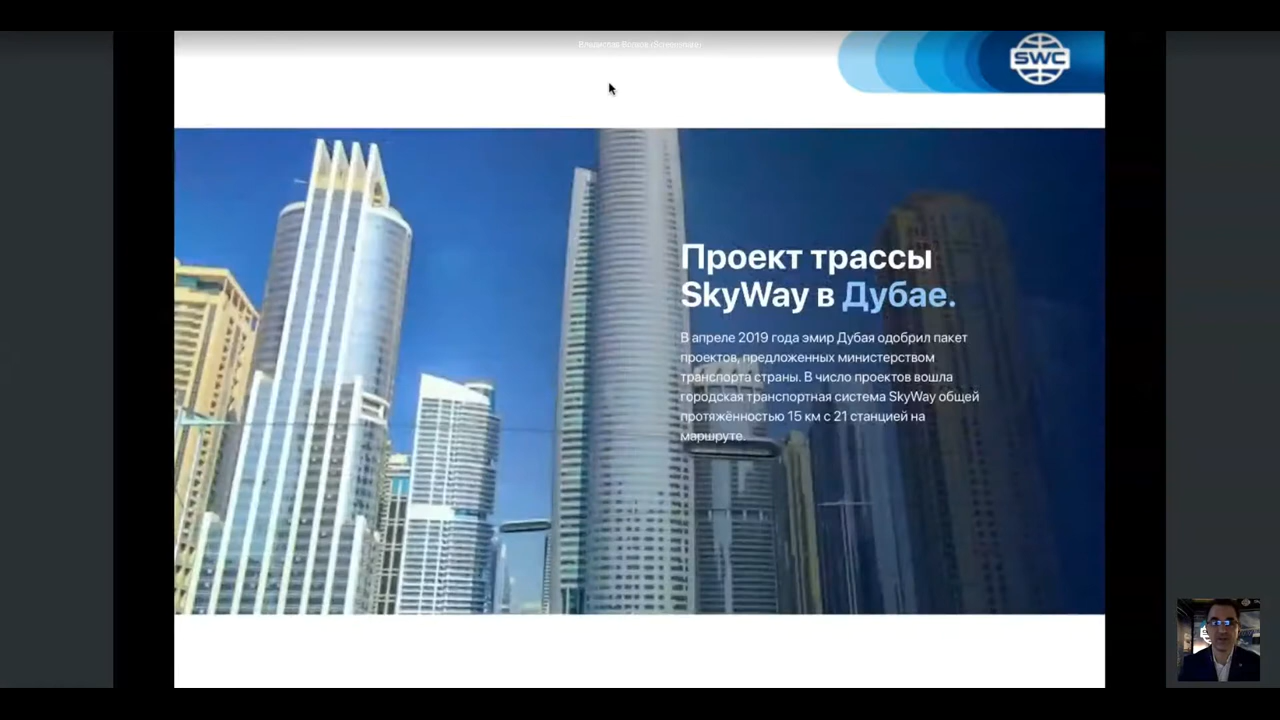 SWC
Проект трассы
SkyWay в Дубае.
В апреле 2019 года эмир Дубая одобрил пакет
проектов, предложенных министерством
транспорта страны. В число проектов вошла
городская транспортная система SkyWay общей
протяжённостью 15 км с 21 станцией на
маршруте.